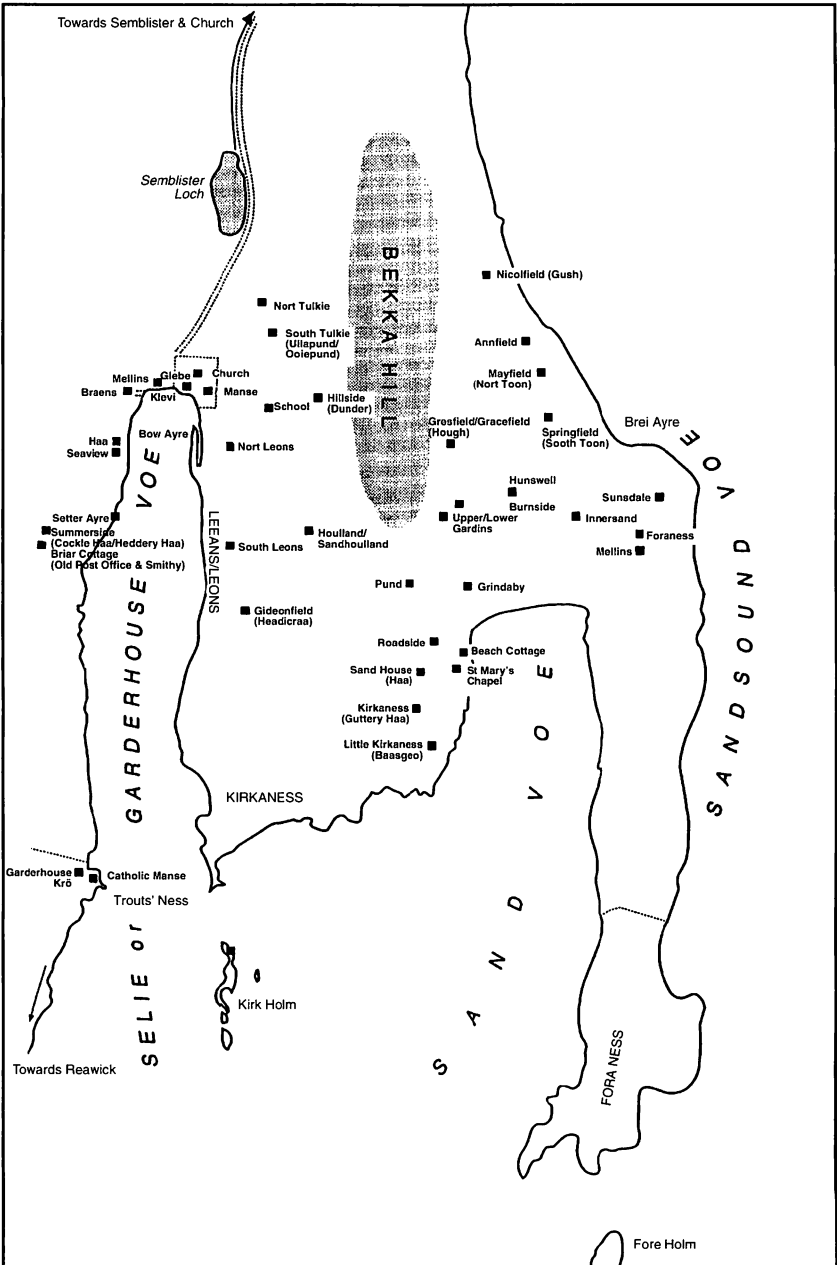 Towards Semblister & Church
Semblister
Loch
BEKKA HILL
Nicolfield (Gush)
Nort Tulkie
South Tulkie
(Ullapund/
Ooiepund)
Annfield
Mayfield
(Nort Toon)
Mellins
Glebe
Church
Braens
Klevi
Manse
Hillside
(Dunder)
School
Gresfield/Gracefield
(Hough)
Springfield
(Sooth Toon)
Brei Ayre
Bow Ayre
Haa
Seaview
Nort Leons
Hunswell
Burnside
Sunsdale
Setter Ayre
Summerside
(Cockle Haa/Heddery Haa)
Briar Cottage
(Old Post Office & Smithy)
LEEANS/LEONS
South Leons
Houlland/
Sandhoulland
Upper/Lower
Gardins
Innersand
Foraness
Mellins
Pund
Grindaby
Gideonfield
(Headicraa)
Roadside
Beach Cottage
Sand House
(Haa)
St Mary's
Chapel
Kirkaness
(Guttery Haa)
Little Kirkaness
(Baasgeo)
KIRKANESS
SELIE or GARDERHOUSE VOE
SAND VOE
SANDSOUND VOE
Garderhouse
Krö
Catholic Manse
Trouts' Ness
Kirk Holm
Towards Reawick
FORA NESS
Fore Holm